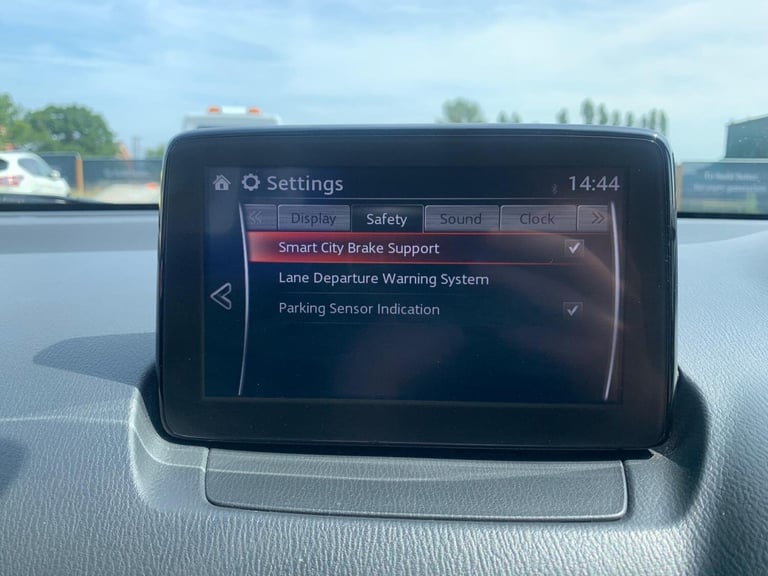 Settings 14:44
Display Safety Sound Clock
Smart City Brake Support
Lane Departure Warning System
Parking Sensor Indication